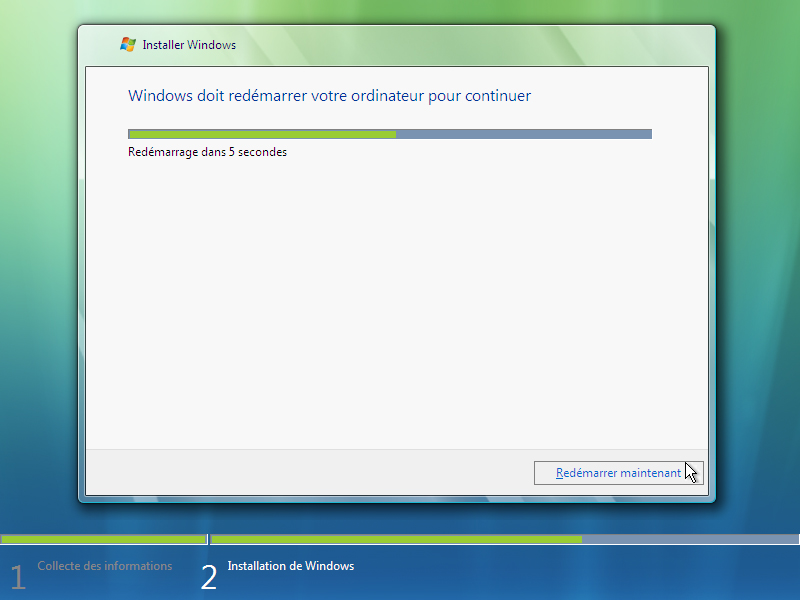 Installer Windows
Windows doit redémarrer votre ordinateur pour continuer
Redémarrage dans 5 secondes
Redémarrer maintenant
1 Collecte des informations
2 Installation de Windows